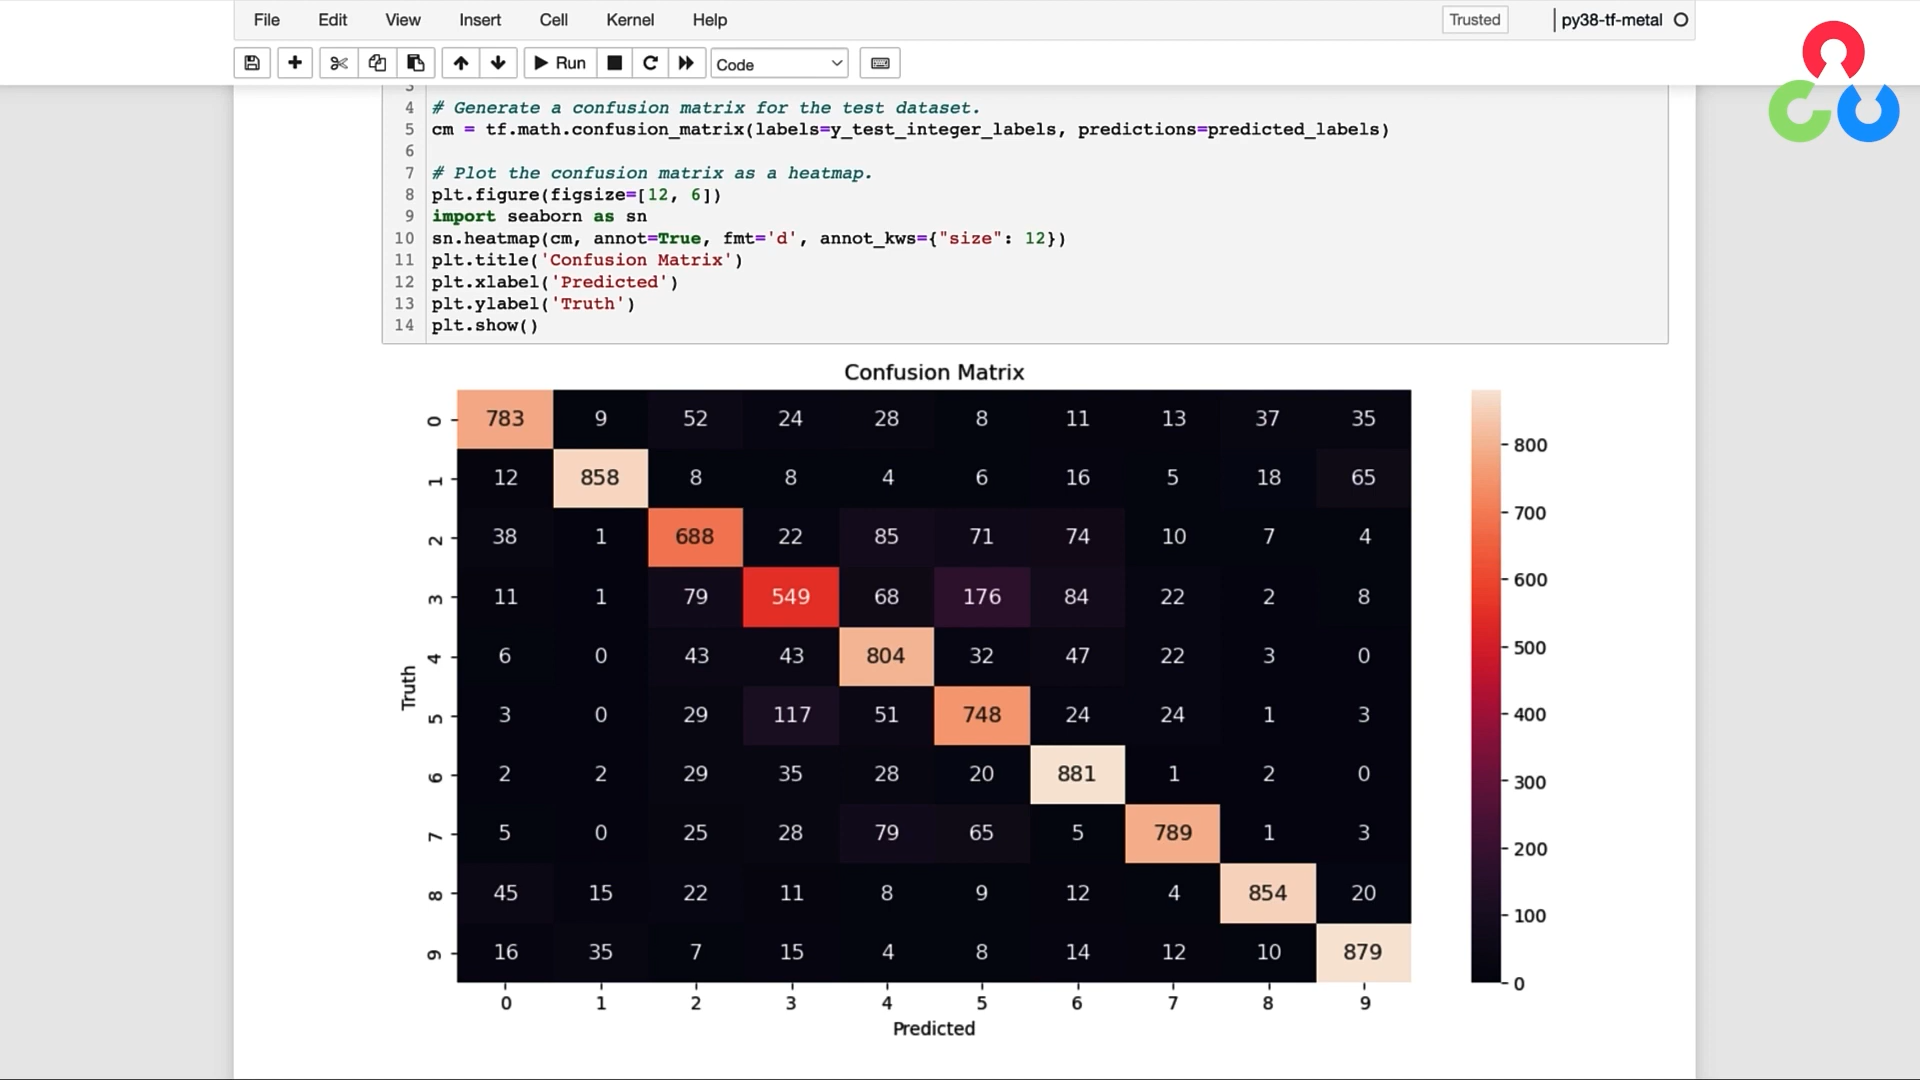 File Edit View Insert Cell Kernel Help Trusted py38-tf-metal
Run Code
3
4 # Generate a confusion matrix for the test dataset.
5 cm = tf.math.confusion_matrix(labels=y_test_integer_labels, predictions=predicted_labels)
6
7 # Plot the confusion matrix as a heatmap.
8 plt.figure(figsize=[12, 6])
9 import seaborn as sn
10 sn.heatmap(cm, annot=True, fmt='d', annot_kws={"size": 12})
11 plt.title('Confusion Matrix')
12 plt.xlabel('Predicted')
13 plt.ylabel('Truth')
14 plt.show()
Confusion Matrix
0 783 9 52 24 28 8 11 13 37 35
1 12 858 8 8 4 6 16 5 18 65
2 38 1 688 22 85 71 74 10 7 4
3 11 1 79 549 68 176 84 22 2 8
4 6 0 43 43 804 32 47 22 3 0
5 3 0 29 117 51 748 24 24 1 3
6 2 2 29 35 28 20 881 1 2 0
7 5 0 25 28 79 65 5 789 1 3
8 45 15 22 11 8 9 12 4 854 20
9 16 35 7 15 4 8 14 12 10 879
0 1 2 3 4 5 6 7 8 9
Predicted
Truth
800
700
600
500
400
300
200
100
0